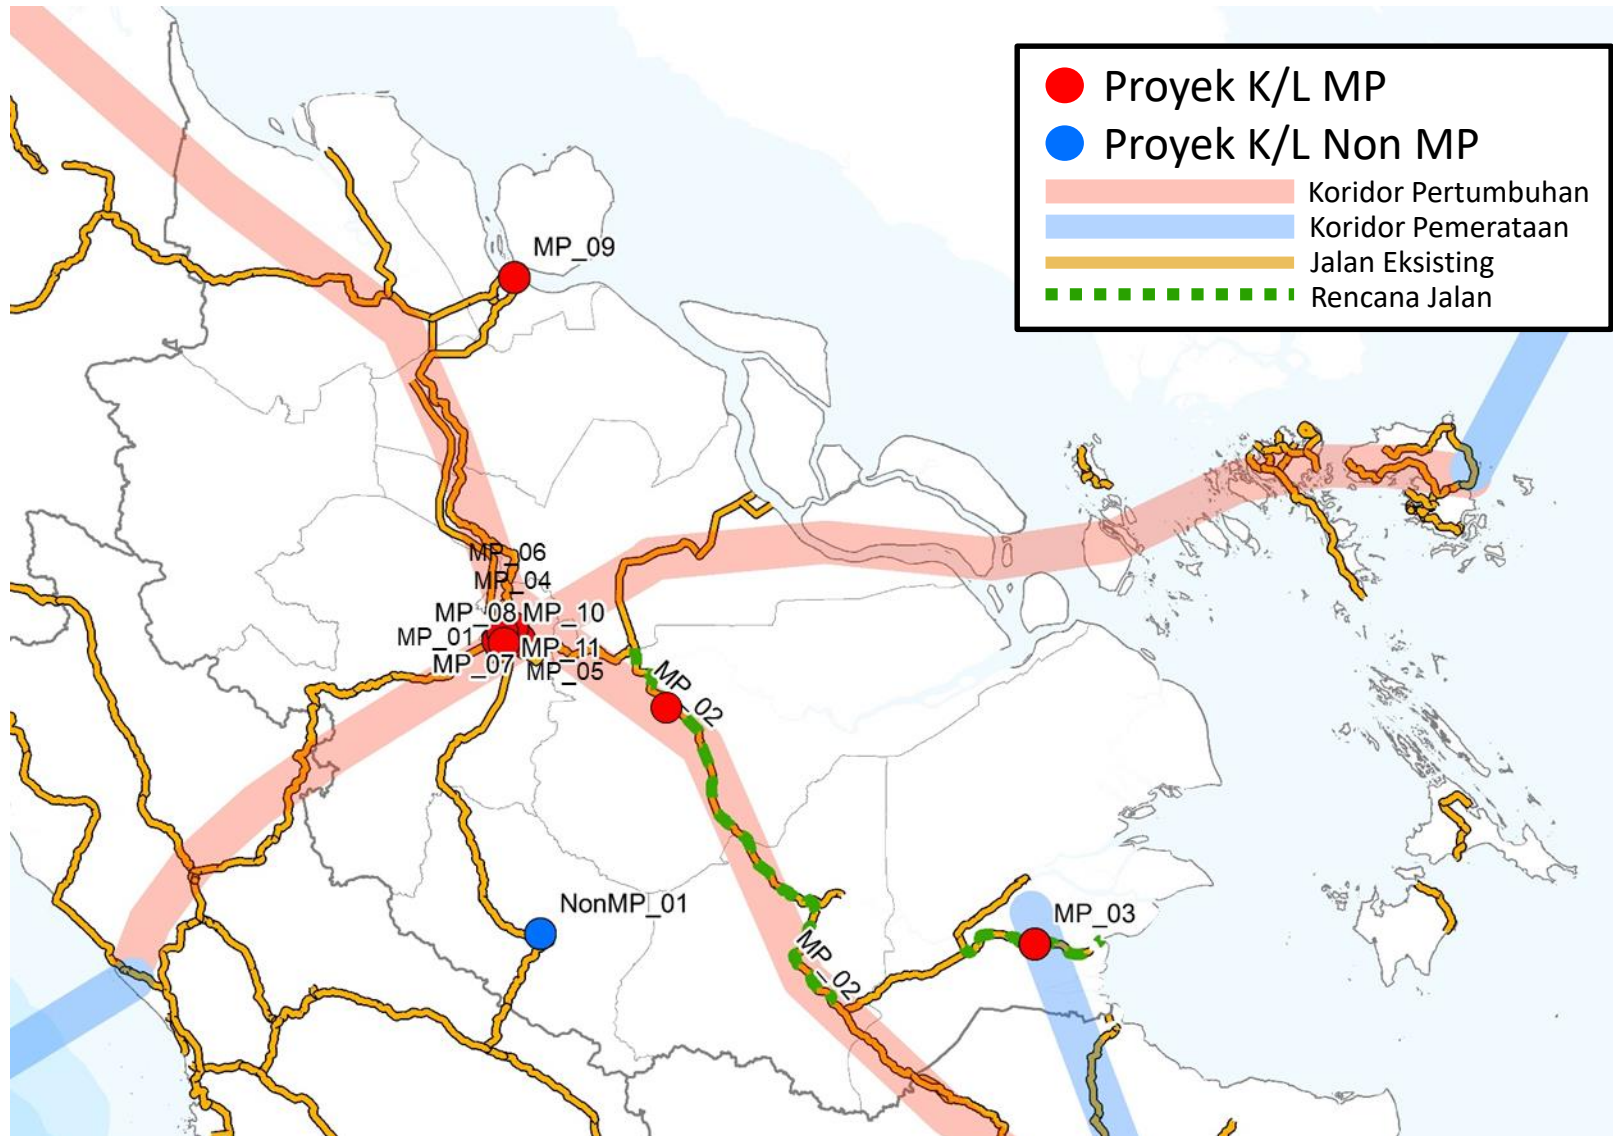 Proyek K/L MP
Proyek K/L Non MP
Koridor Pertumbuhan
Koridor Pemerataan
Jalan Eksisting
Rencana Jalan
MP_09
MP_06
MP_04
MP_08
MP_10
MP_01
MP_11
MP_07
MP_05
MP_02
NonMP_01
MP_03
MP_02